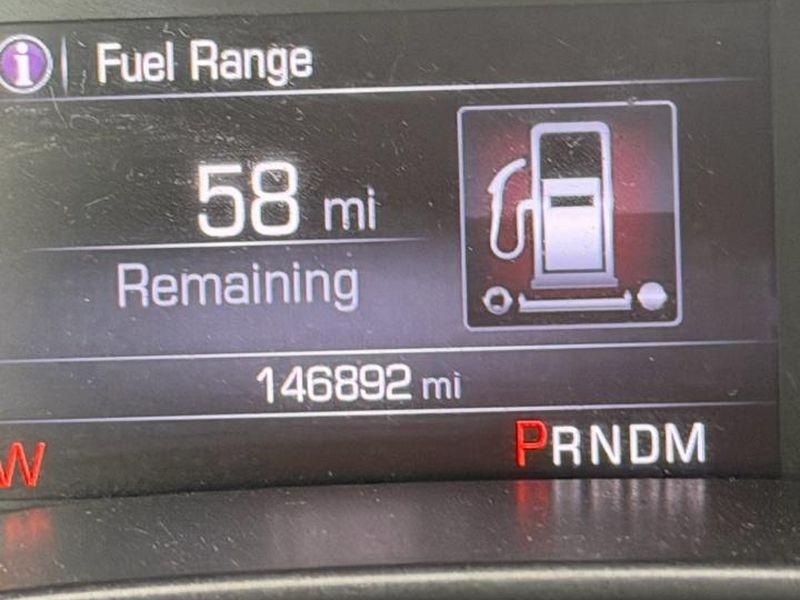 i Fuel Range
58 mi
Remaining
146892 mi
W PRNDM